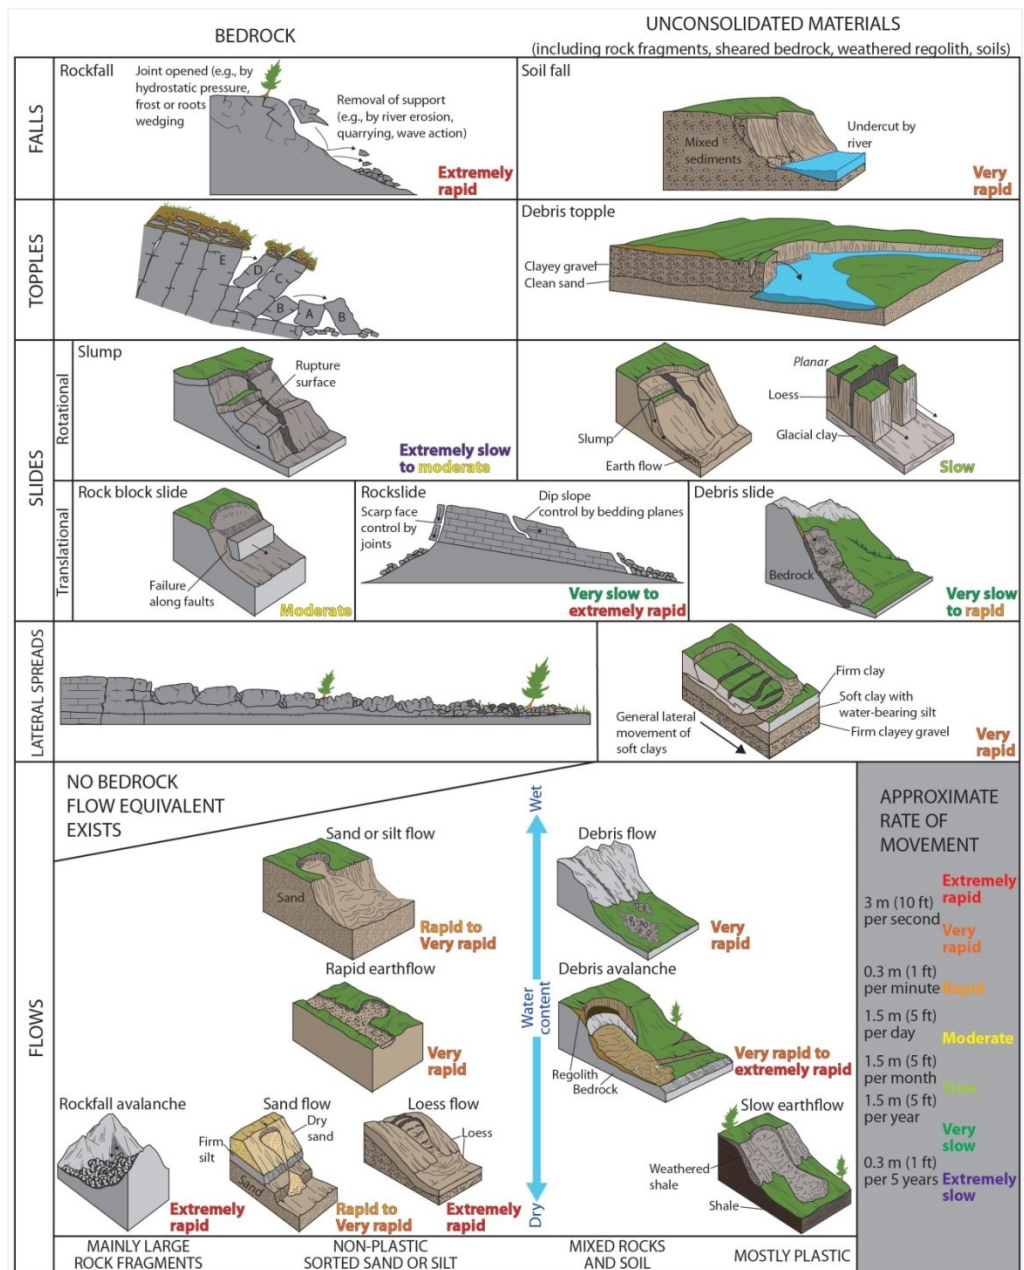 BEDROCK
UNCONSOLIDATED MATERIALS
(including rock fragments, sheared bedrock, weathered regolith, soils)
FALLS
Rockfall
Joint opened (e.g., by
hydrostatic pressure,
frost or roots
wedging
Removal of support
(e.g., by river erosion,
quarrying, wave action)
Extremely
rapid
Soil fall
Mixed
sediments
Undercut by
river
Very
rapid
TOPPLES
E
D
C
B
A
B
Debris topple
Clayey gravel
Clean sand
SLIDES
Rotational
Slump
Rupture
surface
Extremely slow
to moderate
Slump
Earth flow
Planar
Loess
Glacial clay
Slow
Translational
Rock block slide
Failure
along faults
Moderate
Rockslide
Scarp face
control by
joints
Dip slope
control by bedding planes
Very slow to
extremely rapid
Debris slide
Bedrock
Very slow
to rapid
LATERAL SPREADS
General lateral
movement of
soft clays
Firm clay
Soft clay with
water-bearing silt
Firm clayey gravel
Very
rapid
FLOWS
NO BEDROCK
FLOW EQUIVALENT
EXISTS
Sand or silt flow
Sand
Rapid to
Very rapid
Rapid earthflow
Very
rapid
Rockfall avalanche
Extremely
rapid
Sand flow
Firm
silt
Dry
sand
Sand
Rapid to
Very rapid
Loess flow
Loess
Extremely
rapid
Wet
Water
content
Dry
Debris flow
Very
rapid
Debris avalanche
Regolith
Bedrock
Very rapid to
extremely rapid
Slow earthflow
Weathered
shale
Shale
MAINLY LARGE
ROCK FRAGMENTS
NON-PLASTIC
SORTED SAND OR SILT
MIXED ROCKS
AND SOIL
MOSTLY PLASTIC
APPROXIMATE
RATE OF
MOVEMENT
Extremely
rapid
3 m (10 ft)
per second
Very
rapid
0.3 m (1 ft)
per minute
Rapid
1.5 m (5 ft)
per day
Moderate
1.5 m (5 ft)
per month
Slow
1.5 m (5 ft)
per year
Very
slow
0.3 m (1 ft)
per 5 years
Extremely
slow